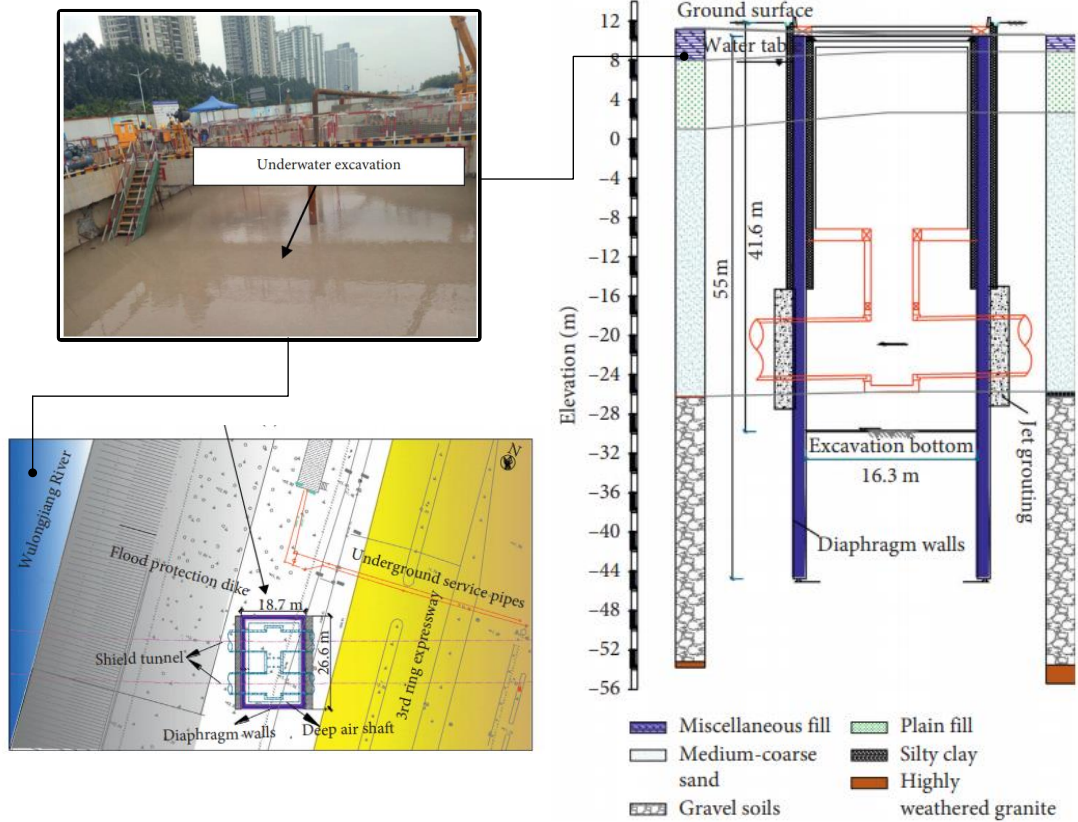 Underwater excavation
Wulongjiang River
Flood protection dike
Underground service pipes
3rd ring expressway
18.7 m
26.6 m
Shield tunnel
Diaphragm walls
Deep air shaft
N
Elevation (m)
12
8
4
0
−4
−8
−12
−16
−20
−24
−28
−32
−36
−40
−44
−48
−52
−56
Ground surface
Water tab
41.6 m
55m
Excavation bottom
16.3 m
Jet grouting
Diaphragm walls
Miscellaneous fill
Plain fill
Medium-coarse
sand
Silty clay
Gravel soils
Highly
weathered granite